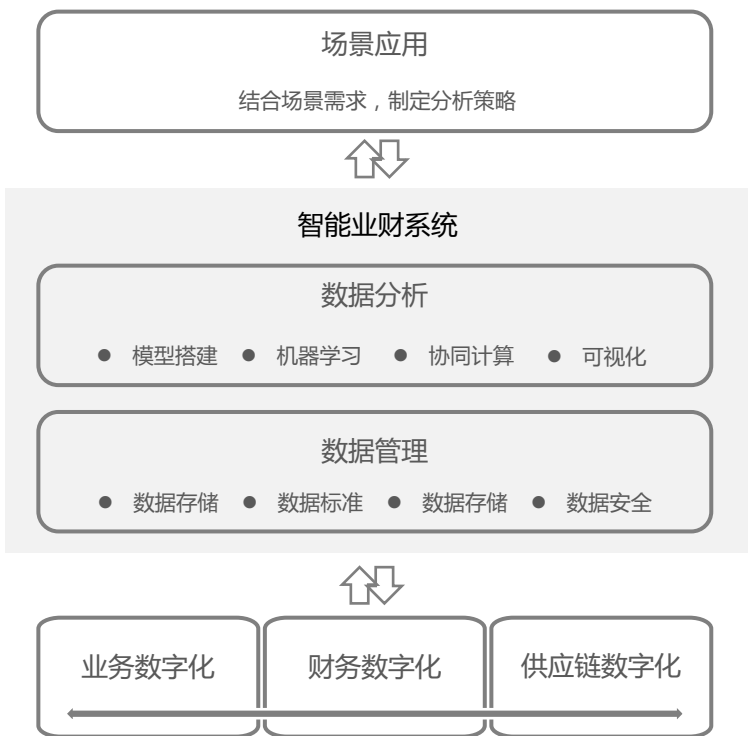 场景应用
结合场景需求，制定分析策略
智能业财系统
数据分析
● 模型搭建 ● 机器学习 ● 协同计算 ● 可视化
数据管理
● 数据存储 ● 数据标准 ● 数据存储 ● 数据安全
业务数字化 财务数字化 供应链数字化